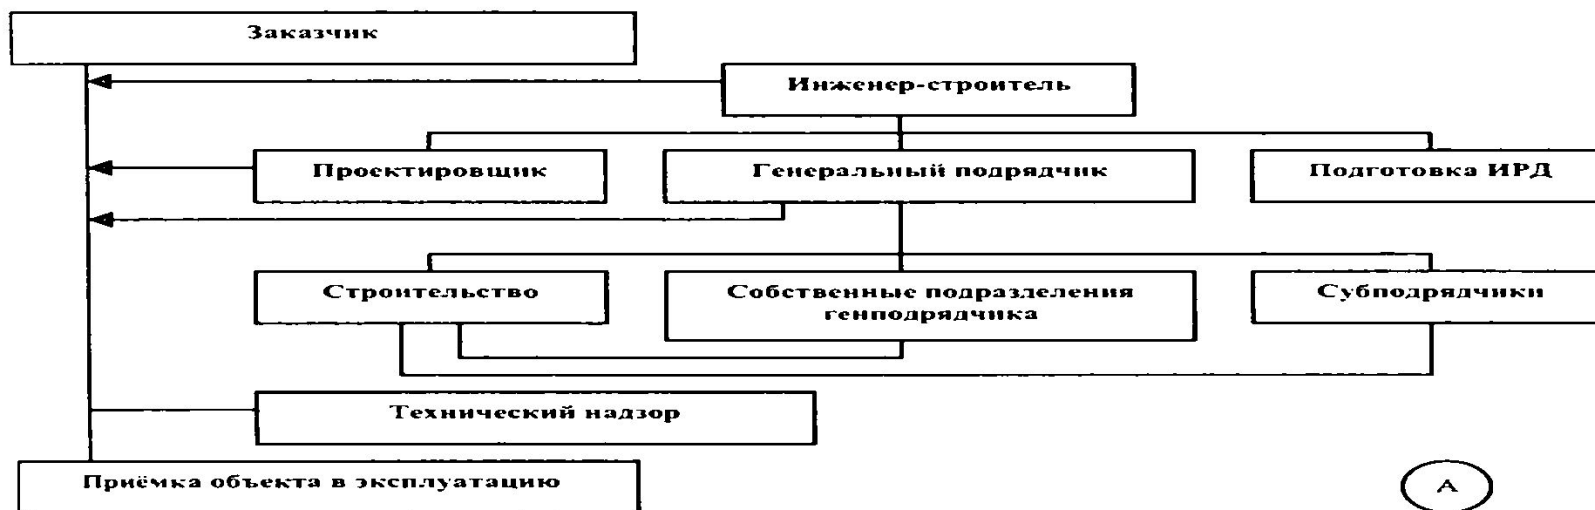 Заказчик
Инженер-строитель
Проектировщик
Генеральный подрядчик
Подготовка ИРД
Строительство
Собственные подразделения
генподрядчика
Субподрядчики
Технический надзор
Приёмка объекта в эксплуатацию
А